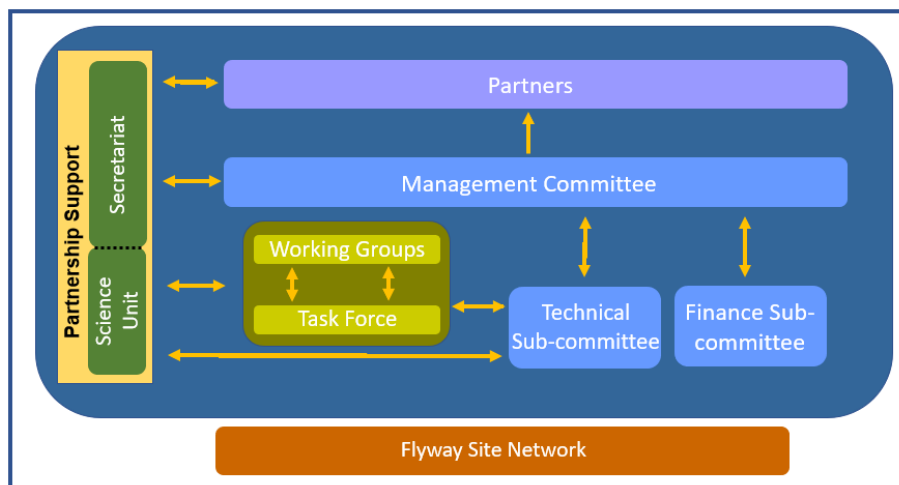 Partnership Support
Secretariat
Science
Unit
Partners
Management Committee
Working Groups
Task Force
Technical
Sub-committee
Finance Sub-
committee
Flyway Site Network